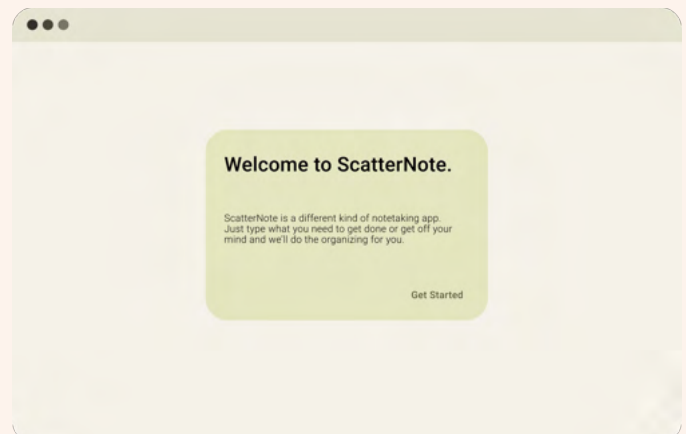 Welcome to ScatterNote.
ScatterNote is a different kind of notetaking app.
Just type what you need to get done or get off your
mind and we'll do the organizing for you.
Get Started